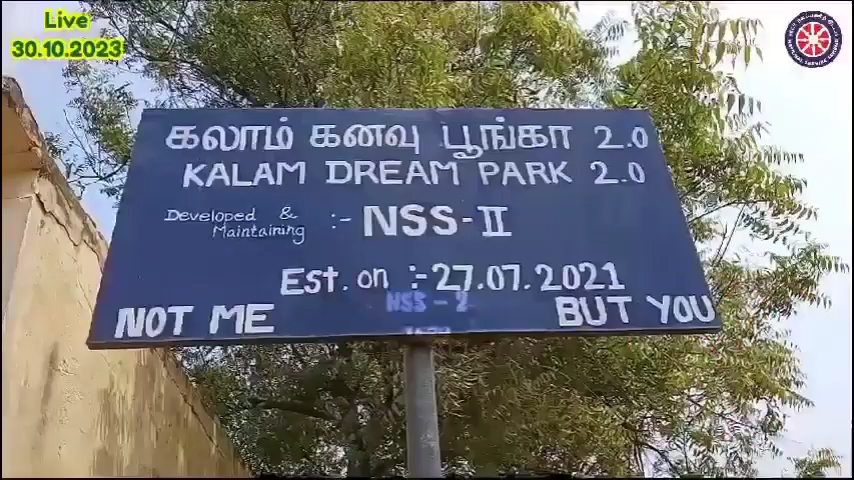 Live
30.10.2023
கலாம் கனவு பூங்கா 2.0
KALAM DREAM PARK 2.0
Developed & Maintaining :- NSS-II
Est. on :- 27.07.2021
NSS - 2
NOT ME BUT YOU